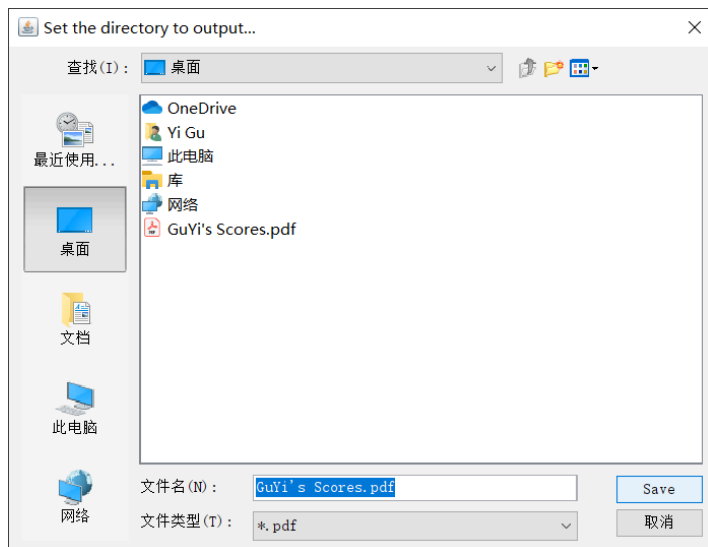 Set the directory to output...
查找(I): 桌面
OneDrive
Yi Gu
此电脑
库
网络
GuYi's Scores.pdf
最近使用...
桌面
文档
此电脑
网络
文件名(N): GuYi's Scores.pdf Save
文件类型(T): *.pdf 取消